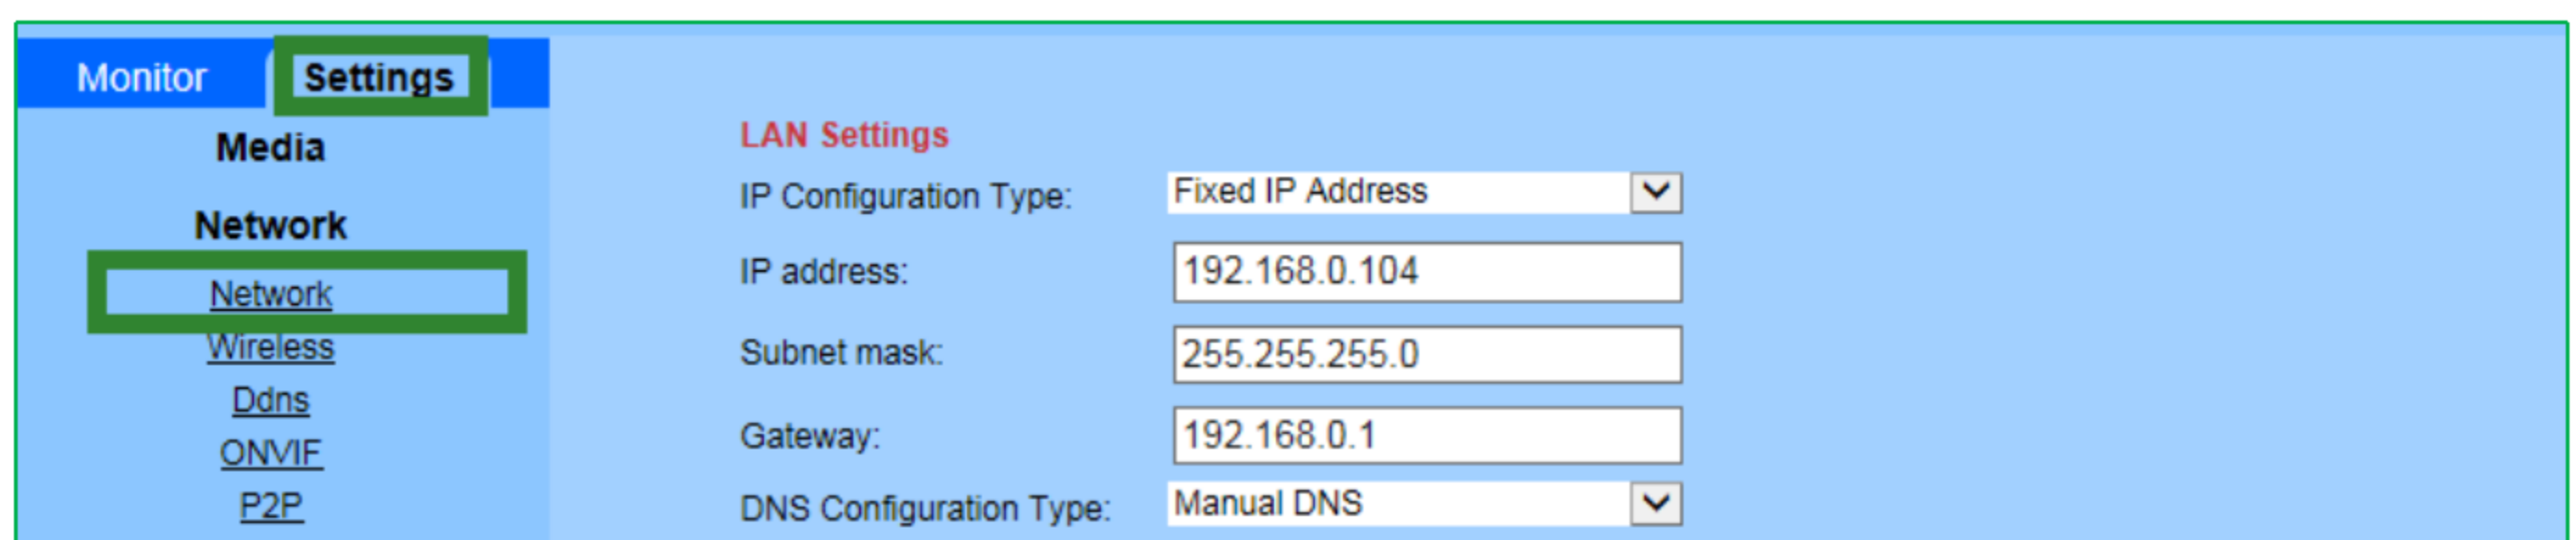 Monitor Settings
Media
Network
Network
Wireless
Ddns
ONVIF
P2P
LAN Settings
IP Configuration Type: Fixed IP Address
IP address: 192.168.0.104
Subnet mask: 255.255.255.0
Gateway: 192.168.0.1
DNS Configuration Type: Manual DNS